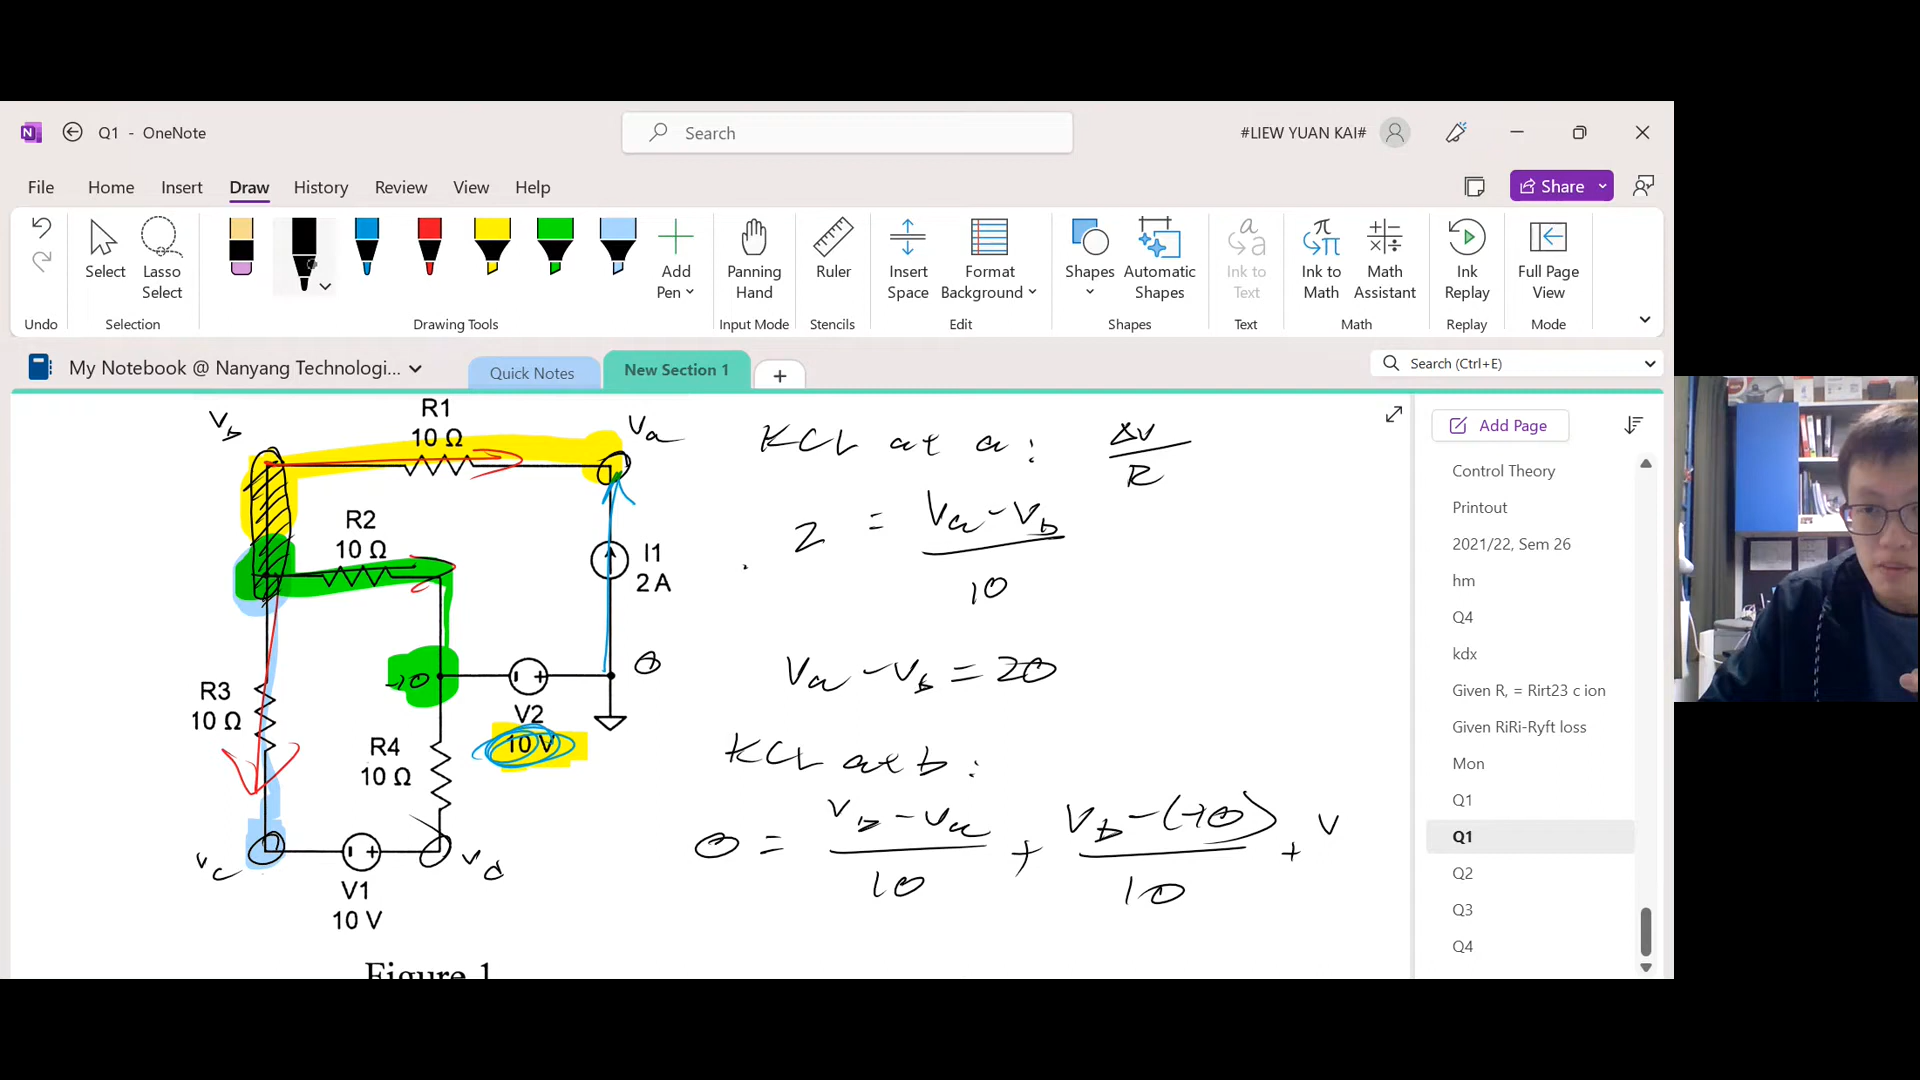 Q1 - OneNote
Search
#LIEW YUAN KAI#
File Home Insert Draw History Review View Help
Share
Undo
Select
Lasso Select
Selection
Drawing Tools
Add Pen
Panning Hand
Input Mode
Ruler
Stencils
Insert Space
Format Background
Edit
Shapes
Automatic Shapes
Shapes
Ink to Text
Text
Ink to Math
Math Assistant
Math
Ink Replay
Replay
Full Page View
Mode
My Notebook @ Nanyang Technologi...
Quick Notes
New Section 1
+
Search (Ctrl+E)
Add Page
Control Theory
Printout
2021/22, Sem 26
hm
Q4
kdx
Given R, = Rirt23 c ion
Given RiRi-Ryft loss
Mon
Q1
Q1
Q2
Q3
Q4
Vb
R1
10 Ω
Va
R2
10 Ω
I1
2 A
0
-10
V2
10 V
R3
10 Ω
R4
10 Ω
Vc
Vd
V1
10 V
Figure 1
KCL at a : ΔV/R
2 = (Va - Vb)/10
Va - Vb = 20
KCL at b :
0 = (Vb - Va)/10 + (Vb - (-10))/10 + V